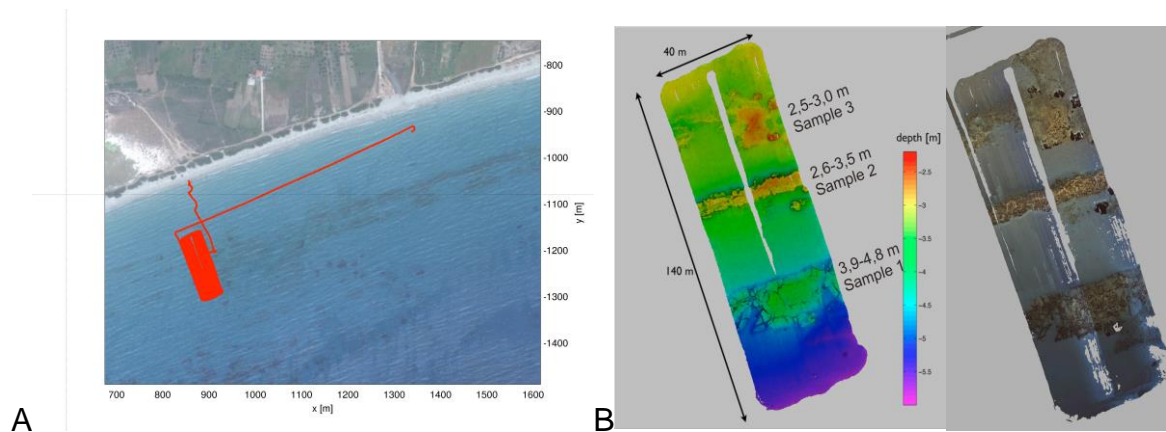 -800
-900
-1000
-1100
-1200
-1300
-1400
y [m]
700 800 900 1000 1100 1200 1300 1400 1500 1600
x [m]
A
40 m
140 m
2,5-3,0 m
Sample 3
2,6-3,5 m
Sample 2
3,9-4,8 m
Sample 1
depth [m]
-2.5
-3
-3.5
-4
-4.5
-5
-5.5
B